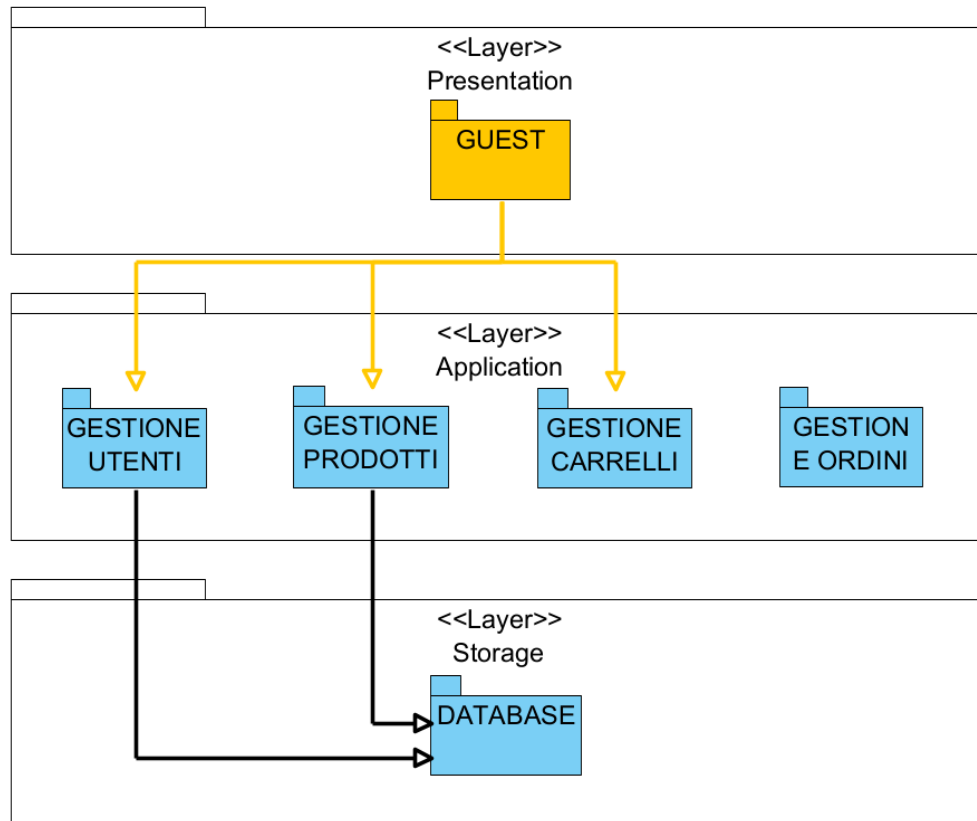 <<Layer>>
Presentation
GUEST
<<Layer>>
Application
GESTIONE
UTENTI
GESTIONE
PRODOTTI
GESTIONE
CARRELLI
GESTION
E ORDINI
<<Layer>>
Storage
DATABASE